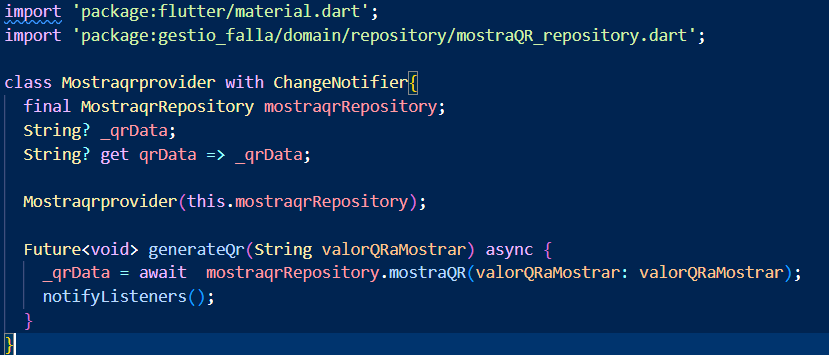 import 'package:flutter/material.dart';
import 'package:gestio_falla/domain/repository/mostraQR_repository.dart';
class Mostraqrprovider with ChangeNotifier{
final MostraqrRepository mostraqrRepository;
String? _qrData;
String? get qrData => _qrData;
Mostraqrprovider(this.mostraqrRepository);
Future<void> generateQr(String valorQRaMostrar) async {
_qrData = await  mostraqrRepository.mostraQR(valorQRaMostrar: valorQRaMostrar);
notifyListeners();
}
}